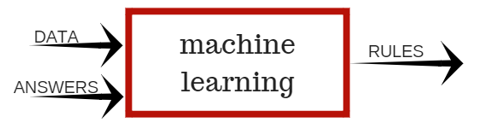 DATA
ANSWERS
machine
learning
RULES